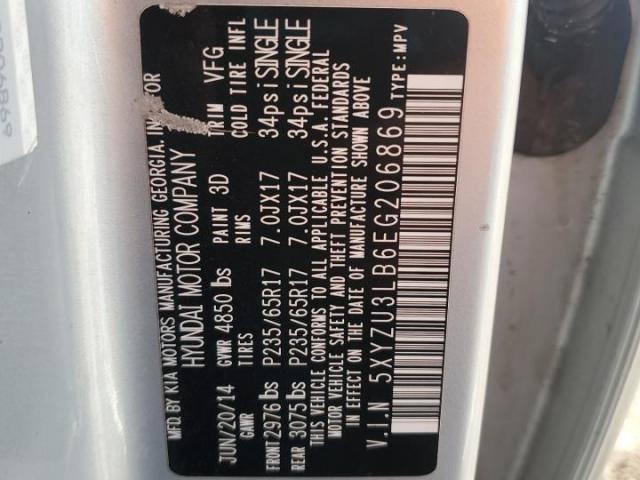 MFD BY KIA MOTORS MANUFACTURING GEORGIA. IN TOR
HYUNDAI MOTOR COMPANY
JUN/20/14 GVWR 4850 lbs PAINT 3D TRIM VFG
GAWR TIRES RIMS COLD TIRE INFL
FRONT 2976 lbs P235/65R17 7.0JX17 34psi SINGLE
REAR 3075 lbs P235/65R17 7.0JX17 34psi SINGLE
THIS VEHICLE CONFORMS TO ALL APPLICABLE U.S.A. FEDERAL
MOTOR VEHICLE SAFETY AND THEFT PREVENTION STANDARDS
IN EFFECT ON THE DATE OF MANUFACTURE SHOWN ABOVE
V.I.N 5XYZU3LB6EG206869 TYPE:MPV